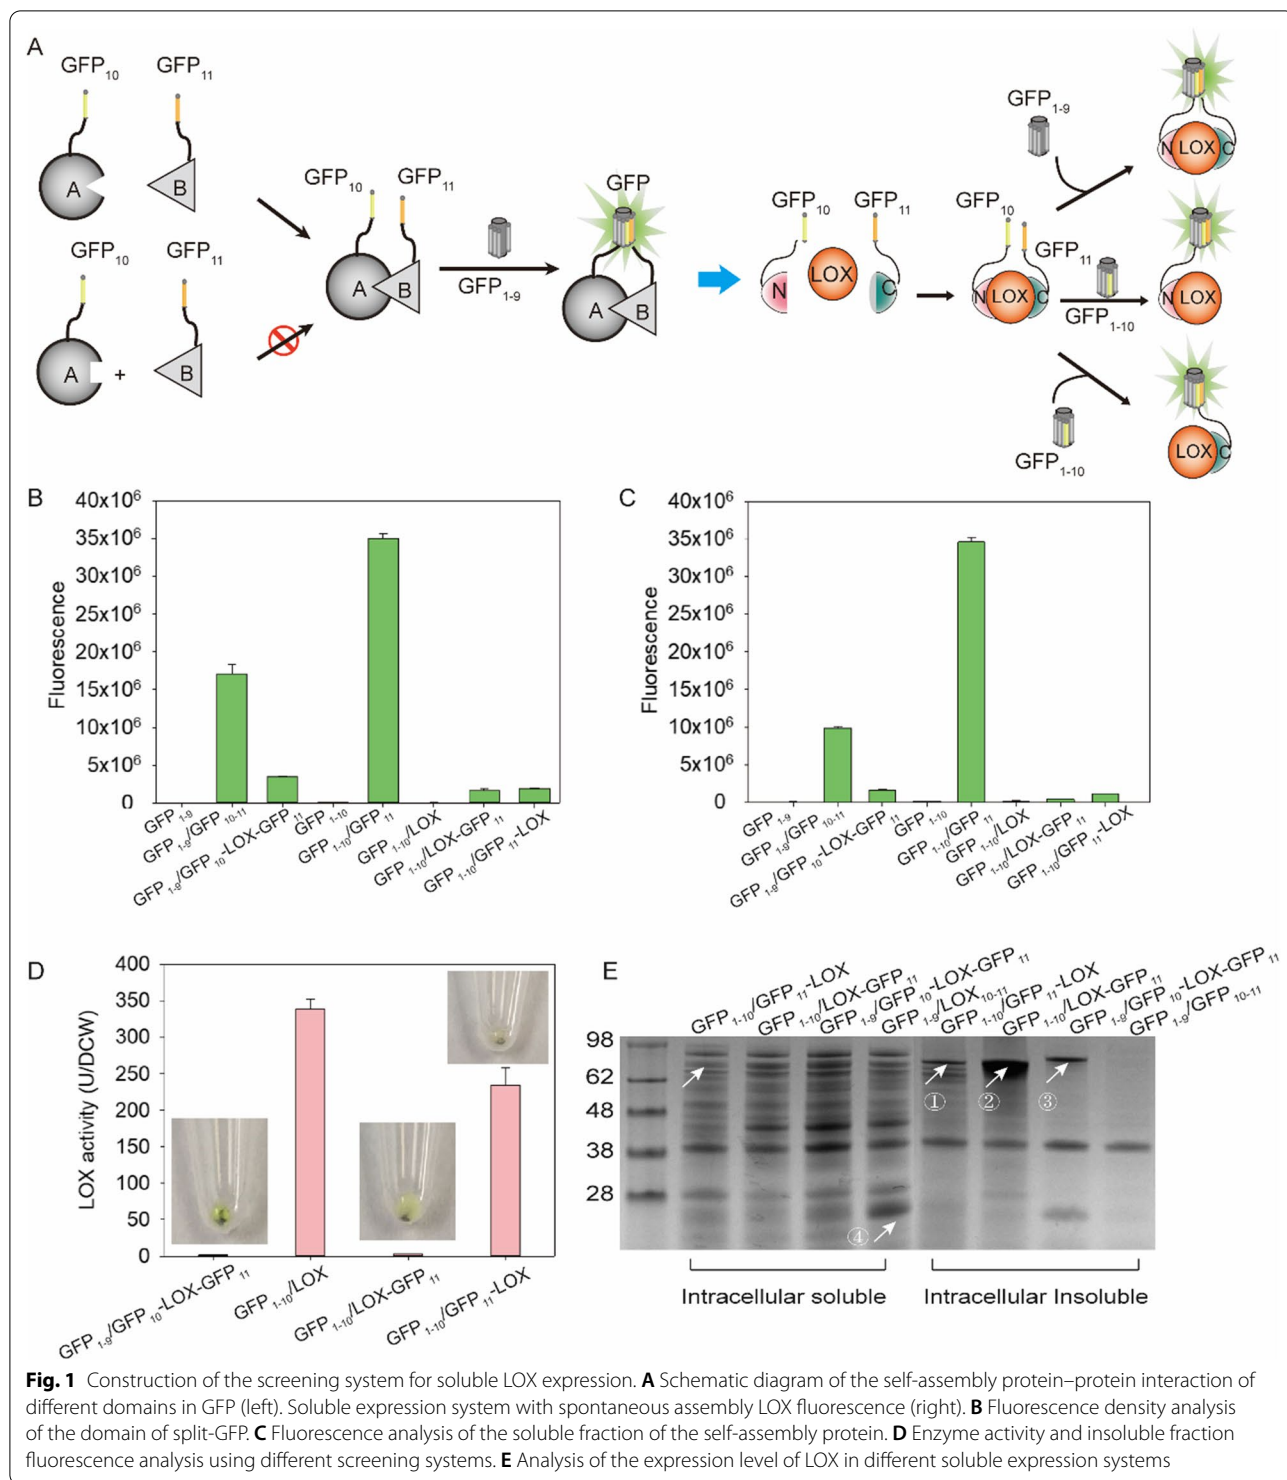 A
GFP10
GFP11
A
B
GFP10
GFP11
A
+
B
GFP10
GFP11
A
B
GFP1-9
GFP
A
B
GFP10
GFP11
N
LOX
C
GFP10
GFP11
N
LOX
C
GFP1-9
GFP1-10
GFP1-10
N
LOX
C
N
LOX
LOX
C
B
Fluorescence
40x10^6
35x10^6
30x10^6
25x10^6
20x10^6
15x10^6
10x10^6
5x10^6
0
GFP1-9
GFP1-9/GFP10-11
GFP1-9/GFP10-LOX-GFP11
GFP1-10
GFP1-10/GFP11
GFP1-10/LOX
GFP1-10/LOX-GFP11
GFP1-10/GFP11-LOX
C
Fluorescence
40x10^6
35x10^6
30x10^6
25x10^6
20x10^6
15x10^6
10x10^6
5x10^6
0
GFP1-9
GFP1-9/GFP10-11
GFP1-9/GFP10-LOX-GFP11
GFP1-10
GFP1-10/GFP11
GFP1-10/LOX
GFP1-10/LOX-GFP11
GFP1-10/GFP11-LOX
D
LOX activity (U/DCW)
400
350
300
250
200
150
100
50
0
GFP1-9/GFP10-LOX-GFP11
GFP1-10/LOX
GFP1-10/LOX-GFP11
GFP1-10/GFP11-LOX
E
GFP1-10/GFP11-LOX
GFP1-10/LOX-GFP11
GFP1-9/GFP10-LOX-GFP11
GFP1-9/LOX10-11
GFP1-10/GFP11-LOX
GFP1-10/LOX-GFP11
GFP1-9/GFP10-LOX-GFP11
GFP1-9/GFP10-11
98
62
48
38
28
①
②
③
④
Intracellular soluble
Intracellular Insoluble
Fig. 1 Construction of the screening system for soluble LOX expression. A Schematic diagram of the self-assembly protein–protein interaction of
different domains in GFP (left). Soluble expression system with spontaneous assembly LOX fluorescence (right). B Fluorescence density analysis
of the domain of split-GFP. C Fluorescence analysis of the soluble fraction of the self-assembly protein. D Enzyme activity and insoluble fraction
fluorescence analysis using different screening systems. E Analysis of the expression level of LOX in different soluble expression systems